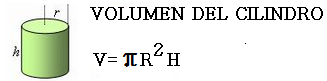 r
VOLUMEN DEL CILINDRO
h
V= πR²H